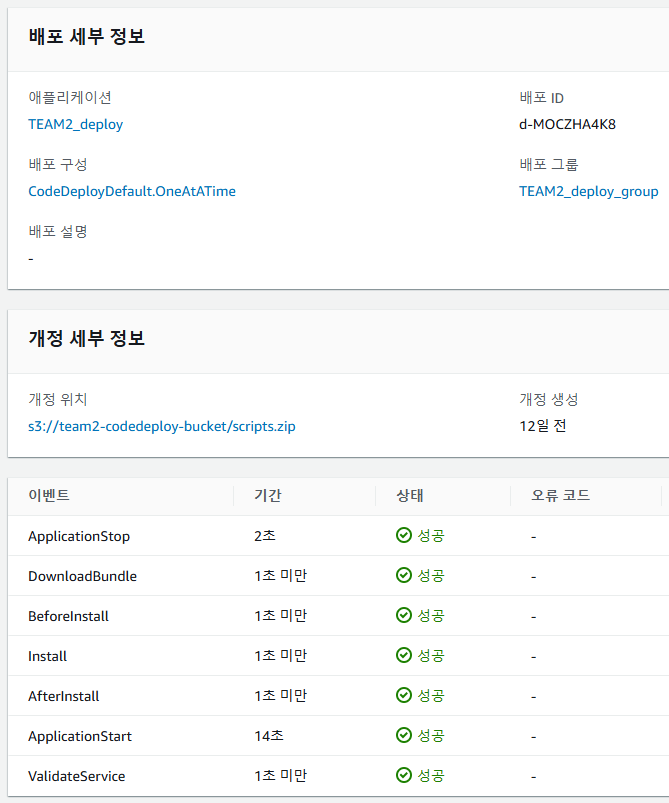 배포 세부 정보
애플리케이션 배포 ID
TEAM2_deploy d-MOCZHA4K8
배포 구성 배포 그룹
CodeDeployDefault.OneAtATime TEAM2_deploy_group
배포 설명
-
개정 세부 정보
개정 위치 개정 생성
s3://team2-codedeploy-bucket/scripts.zip 12일 전
이벤트 기간 상태 오류 코드
ApplicationStop 2초 성공 -
DownloadBundle 1초 미만 성공 -
BeforeInstall 1초 미만 성공 -
Install 1초 미만 성공 -
AfterInstall 1초 미만 성공 -
ApplicationStart 14초 성공 -
ValidateService 1초 미만 성공 -